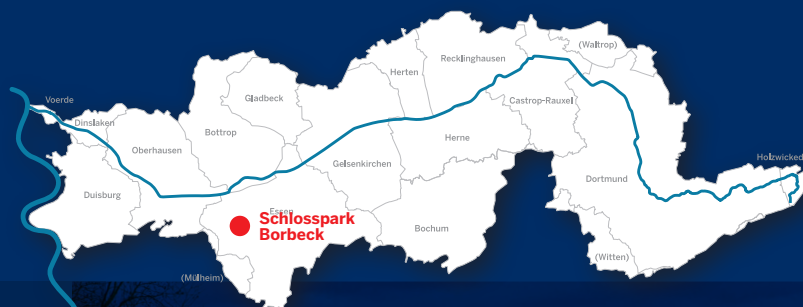 (Waltrop)
Recklinghausen
Herten
Voerde
Gladbeck
Castrop-Rauxel
Dinslaken
Bottrop
Herne
Oberhausen
Holzwickede
Gelsenkirchen
Dortmund
Duisburg
Essen
Schlosspark
Borbeck
Bochum
(Witten)
(Mülheim)